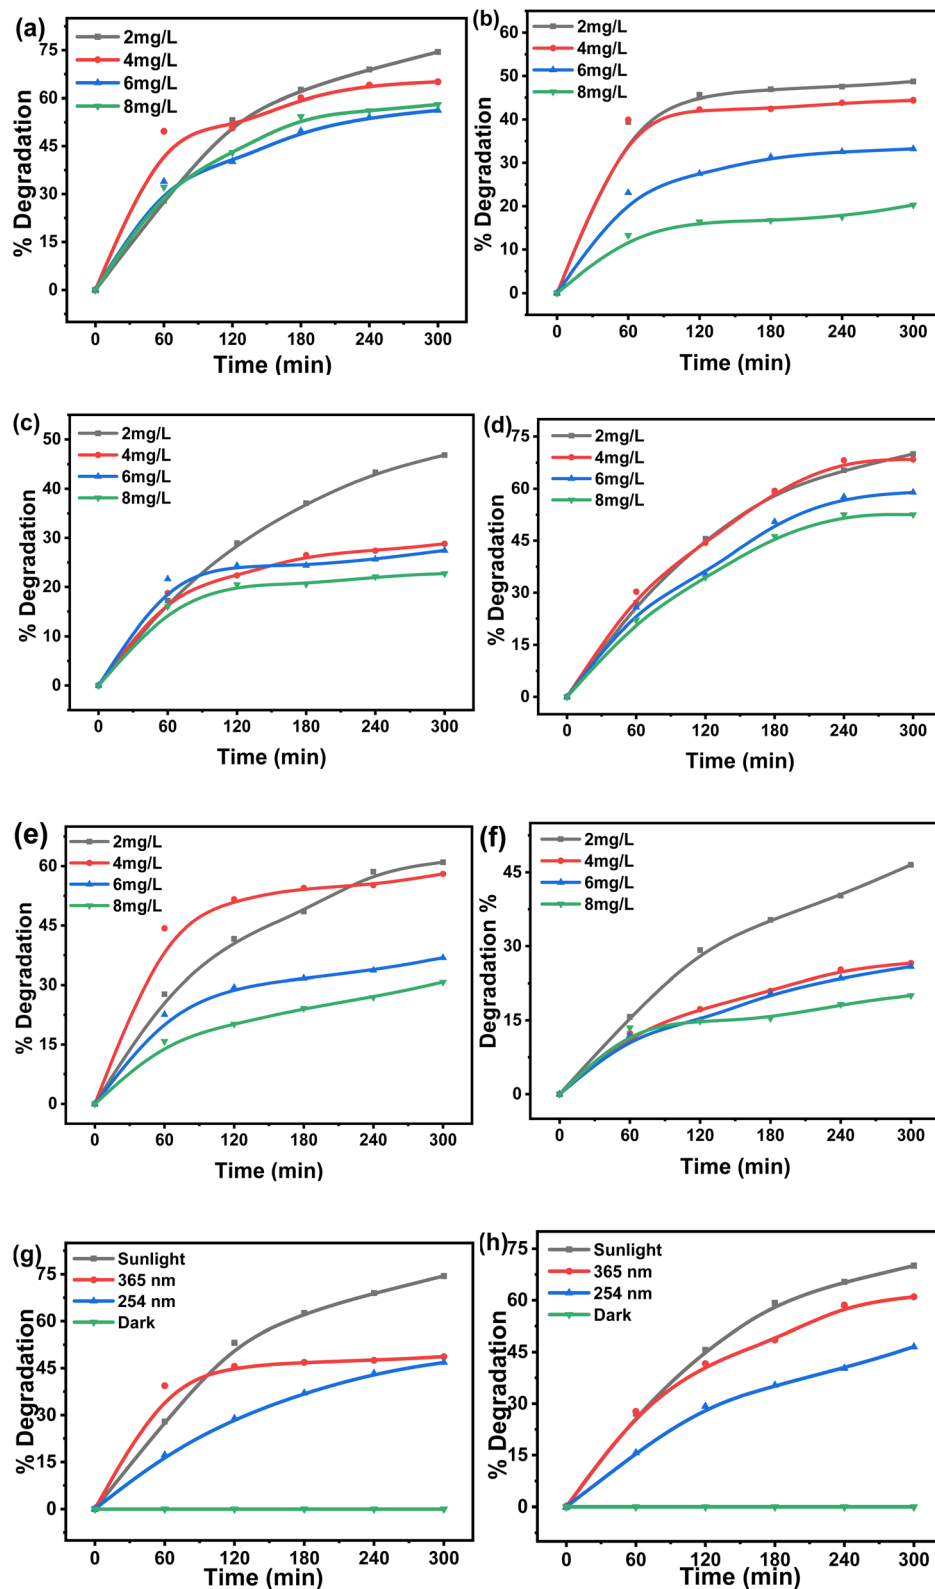 (a)
2mg/L
4mg/L
6mg/L
8mg/L
75
60
45
30
15
0
% Degradation
0 60 120 180 240 300
Time (min)
(b)
2mg/L
4mg/L
6mg/L
8mg/L
60
50
40
30
20
10
0
% Degradation
0 60 120 180 240 300
Time (min)
(c)
2mg/L
4mg/L
6mg/L
8mg/L
50
40
30
20
10
0
% Degradation
0 60 120 180 240 300
Time (min)
(d)
2mg/L
4mg/L
6mg/L
8mg/L
75
60
45
30
15
0
% Degradation
0 60 120 180 240 300
Time (min)
(e)
2mg/L
4mg/L
6mg/L
8mg/L
60
45
30
15
0
% Degradation
0 60 120 180 240 300
Time (min)
(f)
2mg/L
4mg/L
6mg/L
8mg/L
45
30
15
0
Degradation %
0 60 120 180 240 300
Time (min)
(g)
Sunlight
365 nm
254 nm
Dark
75
60
45
30
15
0
% Degradation
0 60 120 180 240 300
Time (min)
(h)
Sunlight
365 nm
254 nm
Dark
75
60
45
30
15
0
% Degradation
0 60 120 180 240 300
Time (min)